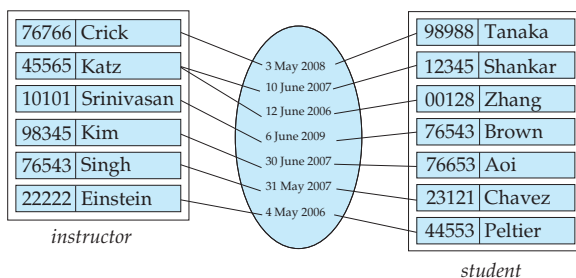 76766 Crick
45565 Katz
10101 Srinivasan
98345 Kim
76543 Singh
22222 Einstein
instructor
3 May 2008
10 June 2007
12 June 2006
6 June 2009
30 June 2007
31 May 2007
4 May 2006
98988 Tanaka
12345 Shankar
00128 Zhang
76543 Brown
76653 Aoi
23121 Chavez
44553 Peltier
student